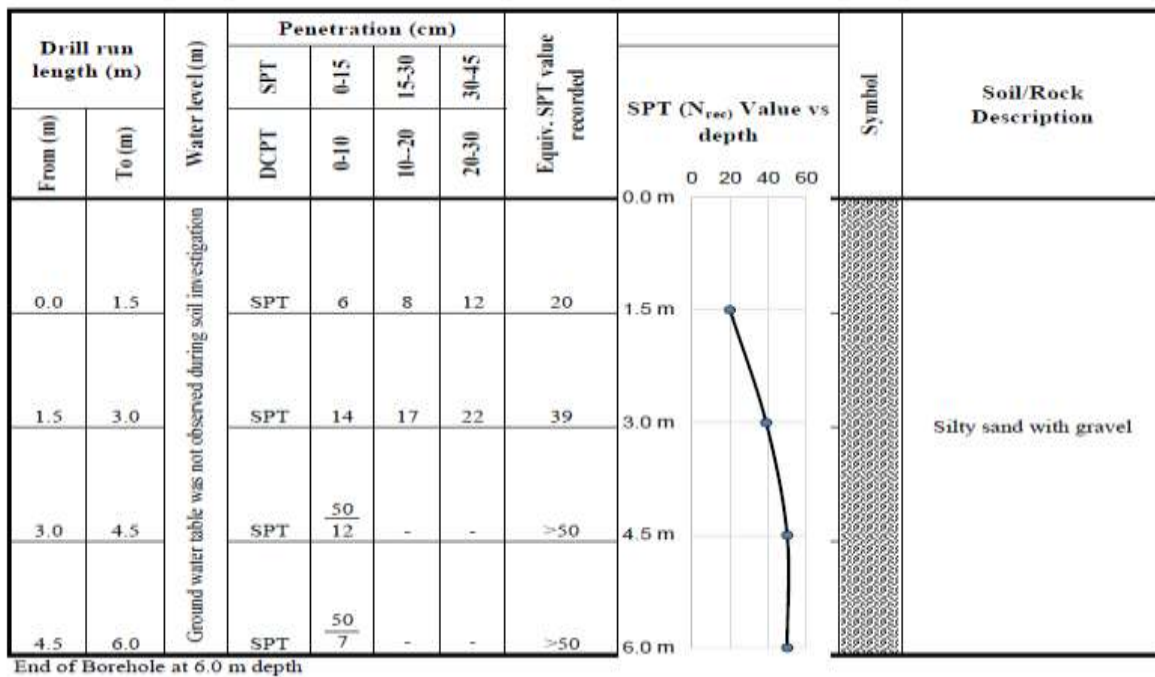 Drill run length (m)
From (m)
To (m)
Water level (m)
Penetration (cm)
SPT
0-15
15-30
30-45
DCPT
0-10
10--20
20-30
Equiv. SPT value recorded
SPT (Nrec) Value vs depth
0 20 40 60
Symbol
Soil/Rock Description
Ground water table was not observed during soil investigation
0.0 m
0.0 1.5 SPT 6 8 12 20
1.5 m
1.5 3.0 SPT 14 17 22 39
3.0 m
Silty sand with gravel
3.0 4.5 SPT 50/12 - - >50
4.5 m
4.5 6.0 SPT 50/7 - - >50
6.0 m
End of Borehole at 6.0 m depth